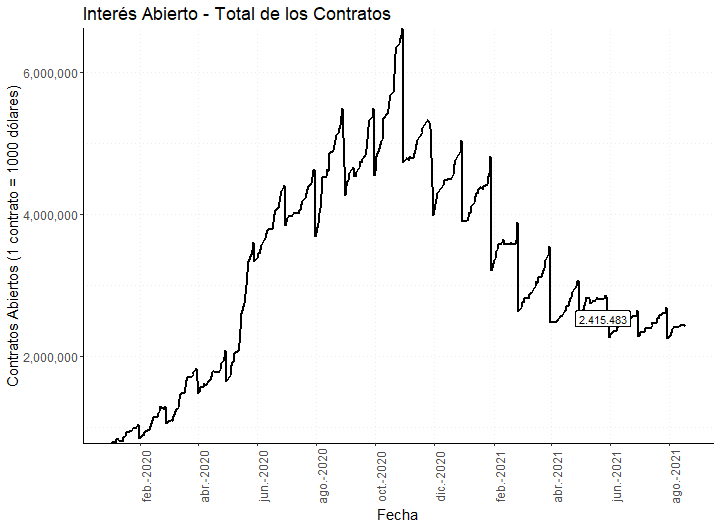 Interés Abierto - Total de los Contratos
Contratos Abiertos (1 contrato = 1000 dólares)
6,000,000
4,000,000
2,000,000
2.415.483
feb.-2020
abr.-2020
jun.-2020
ago.-2020
oct.-2020
dic.-2020
feb.-2021
abr.-2021
jun.-2021
ago.-2021
Fecha